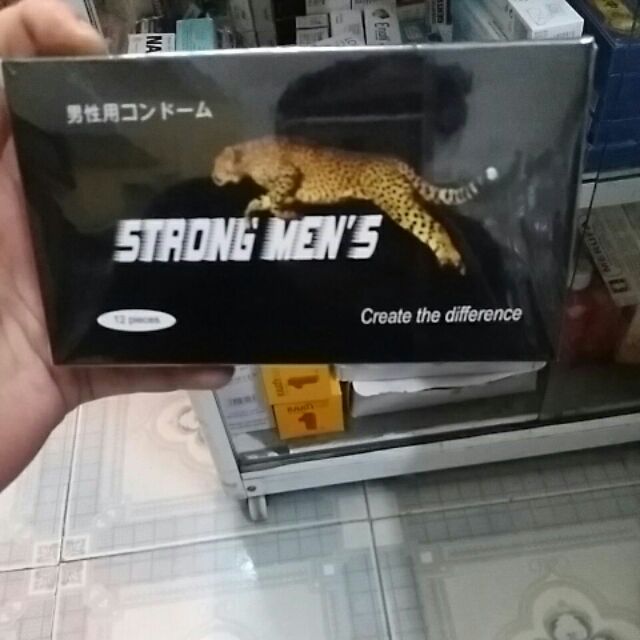 男性用コンドーム
STRONG MEN'S
12 pieces
Create the difference